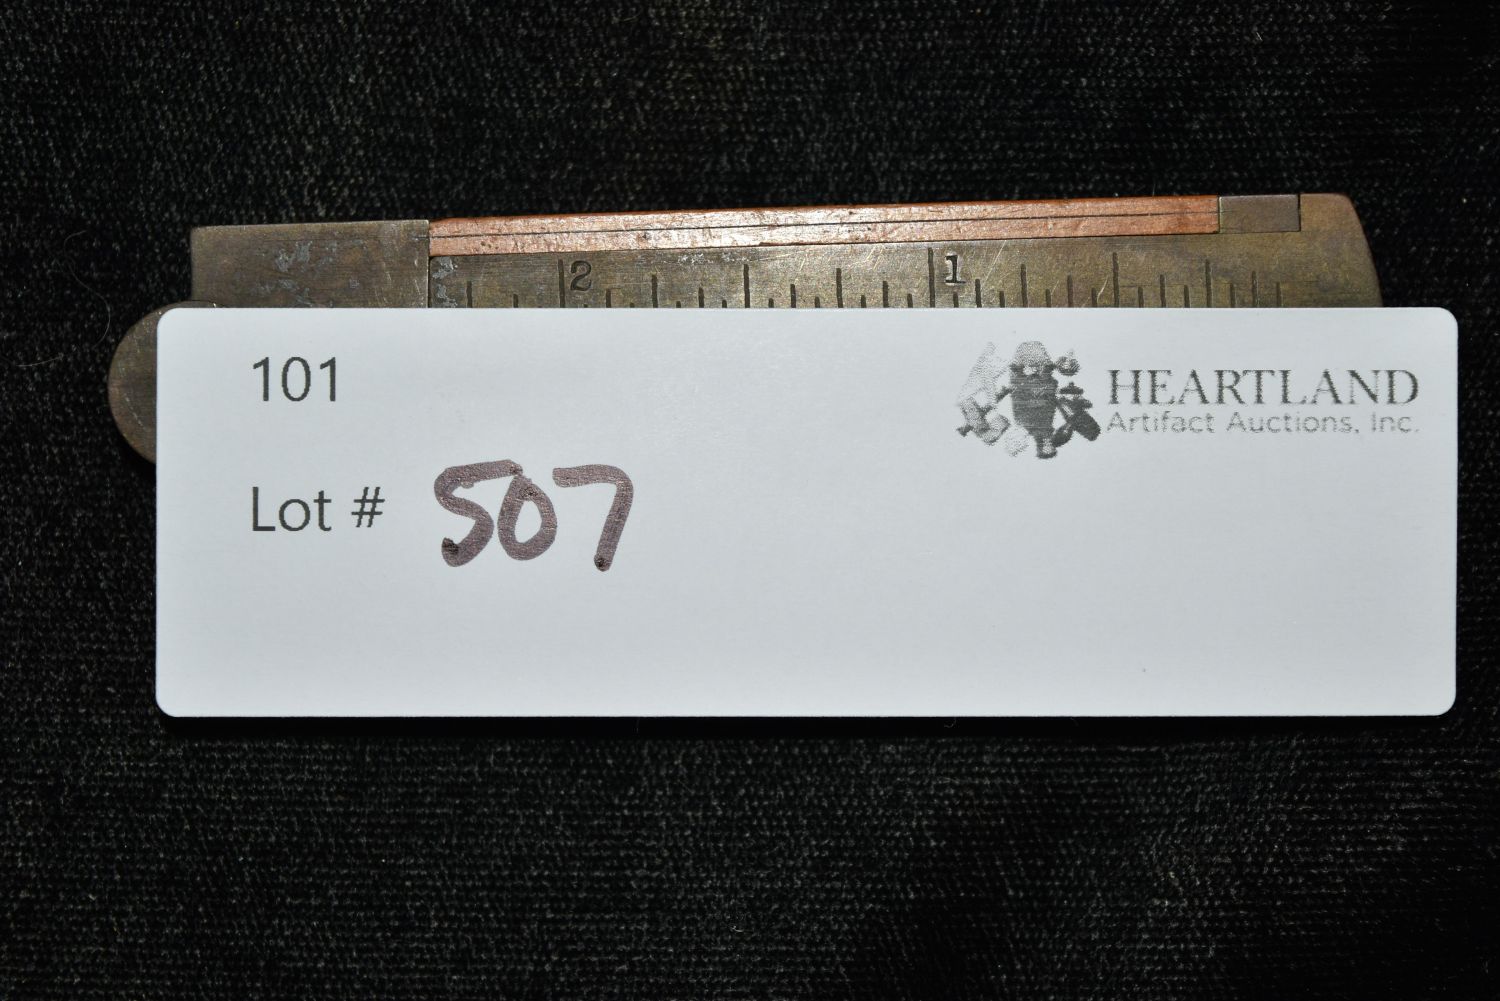 2 1
101
HEARTLAND
Artifact Auctions, Inc.
Lot # 507